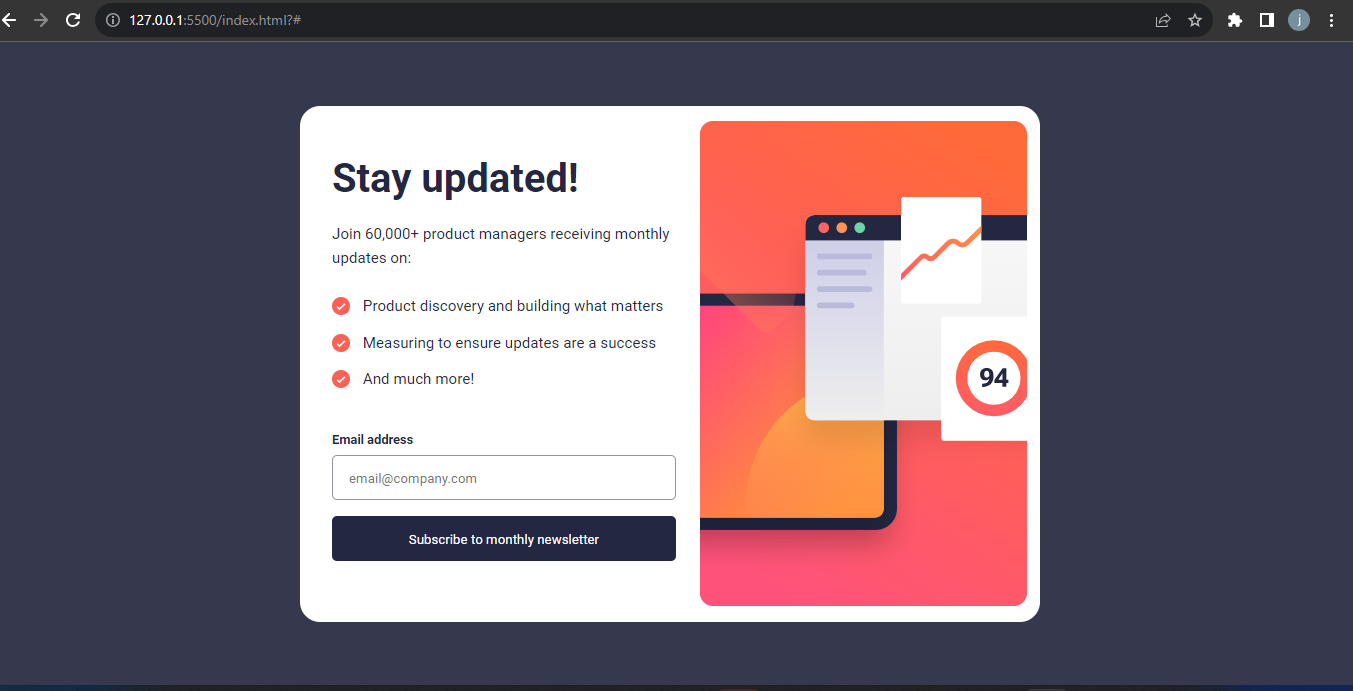 127.0.0.1:5500/index.html?#
j
Stay updated!
Join 60,000+ product managers receiving monthly
updates on:
Product discovery and building what matters
Measuring to ensure updates are a success
And much more!
Email address
email@company.com
Subscribe to monthly newsletter
94